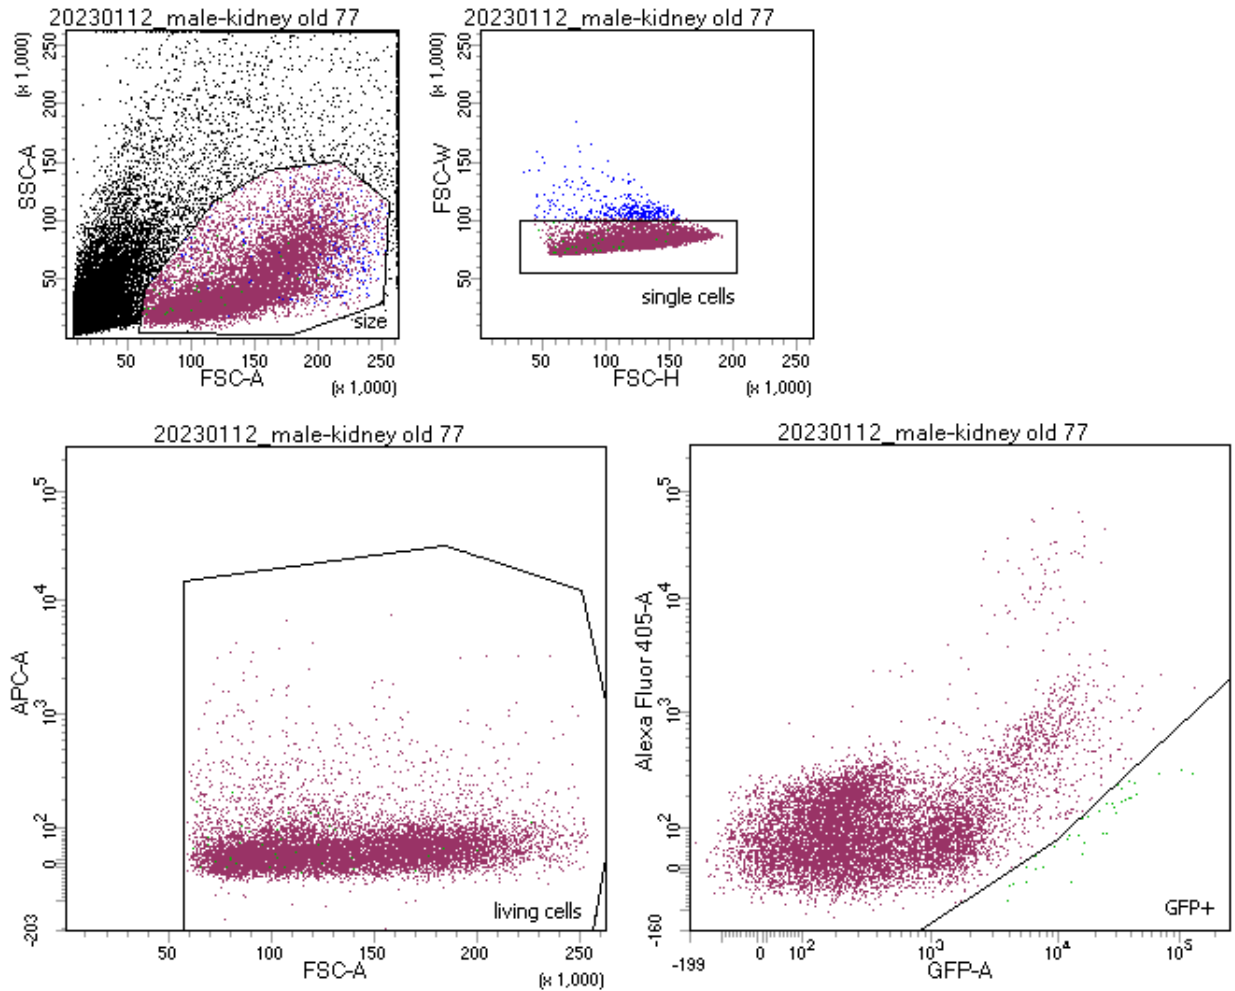 20230112_male-kidney old 77
(x 1,000)
250
200
150
100
50
SSC-A
size
50 100 150 200 250
FSC-A
(x 1,000)
20230112_male-kidney old 77
(x 1,000)
250
200
150
100
50
FSC-W
single cells
50 100 150 200 250
FSC-H
(x 1,000)
20230112_male-kidney old 77
10^5
10^4
10^3
10^2
0
-203
APC-A
living cells
50 100 150 200 250
FSC-A
(x 1,000)
20230112_male-kidney old 77
10^5
10^4
10^3
10^2
0
-160
Alexa Fluor 405-A
GFP+
-199 0 10^2 10^3 10^4 10^5
GFP-A